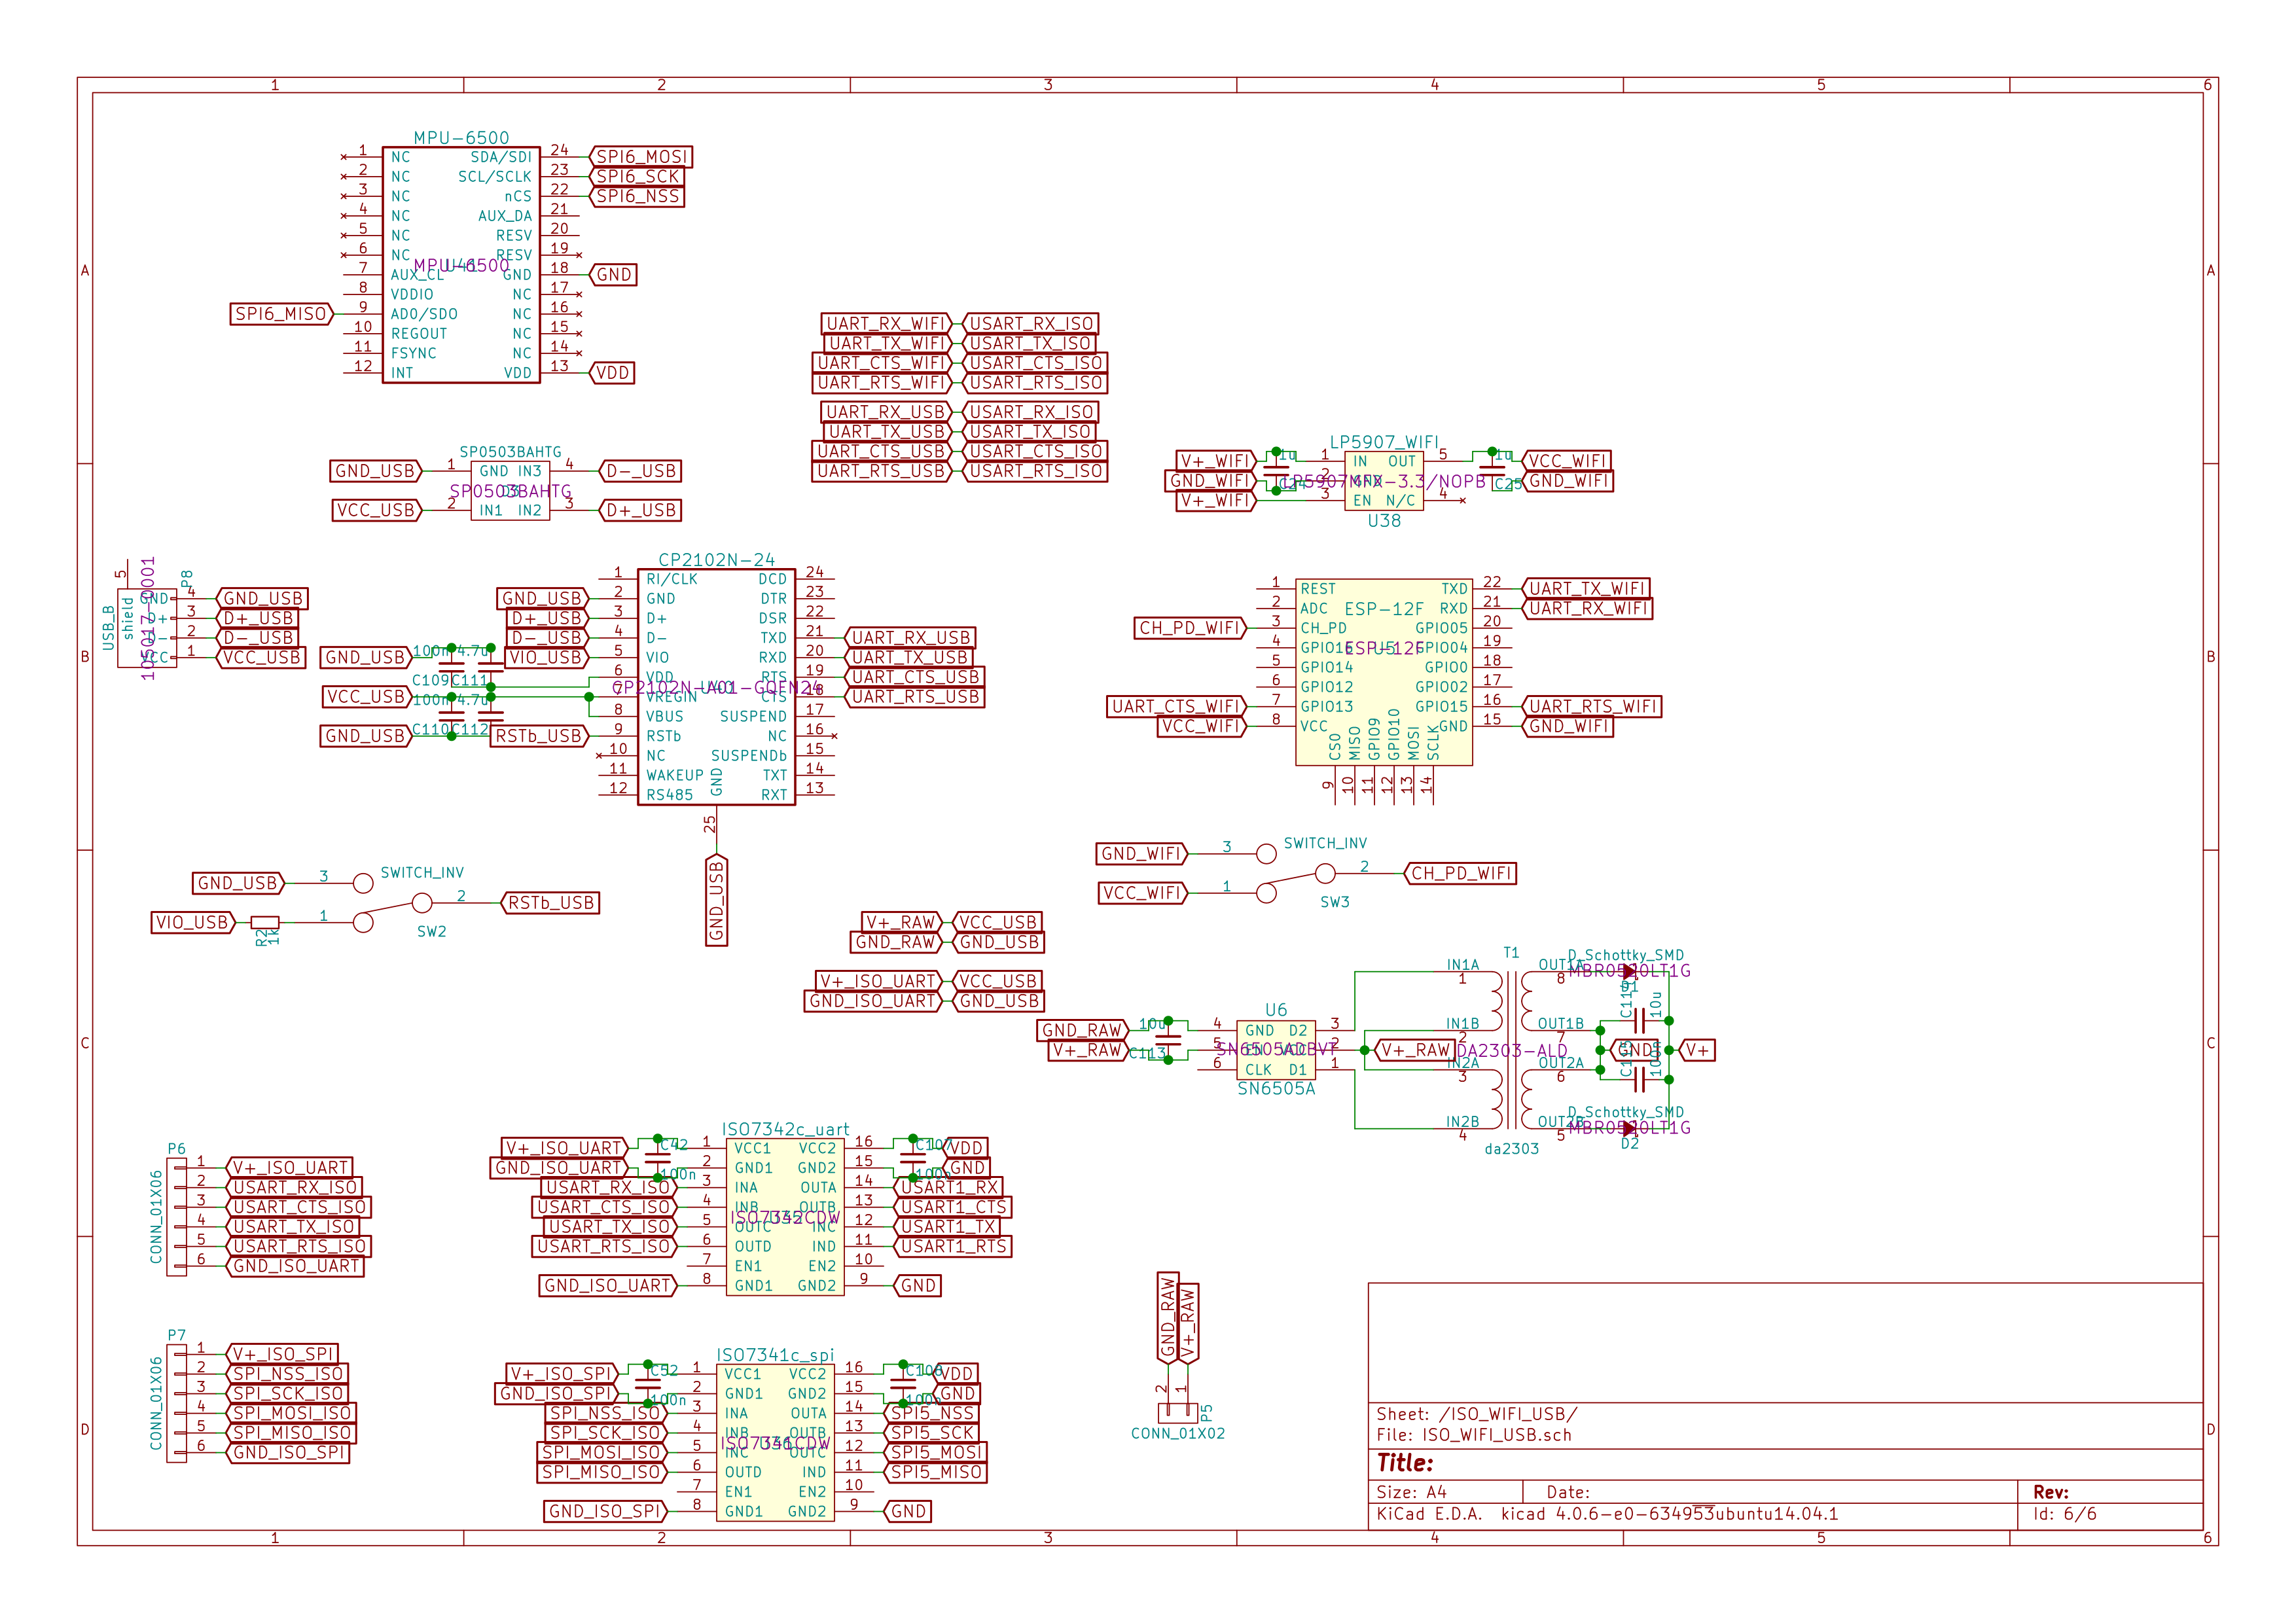 1 2 3 4 5 6
A
B
C
D
MPU-6500
1 NC SDA/SDI 24 SPI6_MOSI
2 NC SCL/SCLK 23 SPI6_SCK
3 NC nCS 22 SPI6_NSS
4 NC AUX_DA 21
5 NC RESV 20
6 NC RESV 19
MPU-6500 U41
7 AUX_CL GND 18 GND
8 VDDIO NC 17
SPI6_MISO 9 AD0/SDO NC 16
10 REGOUT NC 15
11 FSYNC NC 14
12 INT VDD 13 VDD
UART_RX_WIFI USART_RX_ISO
UART_TX_WIFI USART_TX_ISO
UART_CTS_WIFI USART_CTS_ISO
UART_RTS_WIFI USART_RTS_ISO
UART_RX_USB USART_RX_ISO
UART_TX_USB USART_TX_ISO
UART_CTS_USB USART_CTS_ISO
UART_RTS_USB USART_RTS_ISO
SP0503BAHTG
GND_USB 1 GND IN3 4 D-_USB
SP0503BAHTG
VCC_USB 2 IN1 IN2 3 D+_USB
LP5907_WIFI
V+_WIFI 1u 1 IN OUT 5 1u VCC_WIFI
GND_WIFI C24 2 GND LP5907MFX-3.3/NOPB C25 GND_WIFI
V+_WIFI 3 EN N/C 4
U38
USB_B shield 5 105017-0001 P8
GND 4 GND_USB
D+ 3 D+_USB
D- 2 D-_USB
VCC 1 VCC_USB
CP2102N-24
1 RI/CLK DCD 24
GND_USB 2 GND DTR 23
D+_USB 3 D+ DSR 22
D-_USB 4 D- TXD 21 UART_RX_USB
GND_USB 100n 4.7u VIO_USB 5 VIO RXD 20 UART_TX_USB
C109 C111 6 VDD RTS 19 UART_CTS_USB
CP2102N-A01-GQFN24 U40
VCC_USB 100n 4.7u 7 VREGIN CTS 18 UART_RTS_USB
8 VBUS SUSPEND 17
GND_USB C110 C112 RSTb_USB 9 RSTb NC 16
10 NC SUSPENDb 15
11 WAKEUP TXT 14
12 RS485 RXT 13
GND 25 GND_USB
1 REST TXD 22 UART_TX_WIFI
2 ADC ESP-12F RXD 21 UART_RX_WIFI
CH_PD_WIFI 3 CH_PD GPIO05 20
4 GPIO16 ESP-12F U5 GPIO04 19
5 GPIO14 GPIO0 18
6 GPIO12 GPIO02 17
UART_CTS_WIFI 7 GPIO13 GPIO15 16 UART_RTS_WIFI
VCC_WIFI 8 VCC GND 15 GND_WIFI
CS0 MISO GPIO9 GPIO10 MOSI SCLK
9 10 11 12 13 14
GND_USB 3 SWITCH_INV
2 RSTb_USB
VIO_USB R2 1k 1 SW2
GND_WIFI 3 SWITCH_INV
2 CH_PD_WIFI
VCC_WIFI 1 SW3
V+_RAW VCC_USB
GND_RAW GND_USB
V+_ISO_UART VCC_USB
GND_ISO_UART GND_USB
U6
GND_RAW 10u 4 GND D2 3
V+_RAW C113 5 EN VCC 2 V+_RAW
SN6505ADBVT
6 CLK D1 1
SN6505A
T1
IN1A 1 OUT1A 8
IN1B 2 OUT1B 7
DA2303-ALD
IN2A 3 OUT2A 6
IN2B 4 OUT2B 5
da2303
D_Schottky_SMD
MBR0520LT1G
D1
10u
GND
100n
V+
D_Schottky_SMD
MBR0520LT1G
D2
P6
CONN_01X06
1 V+_ISO_UART
2 USART_RX_ISO
3 USART_CTS_ISO
4 USART_TX_ISO
5 USART_RTS_ISO
6 GND_ISO_UART
ISO7342c_uart
V+_ISO_UART C42 1 VCC1 VCC2 16 C107 VDD
GND_ISO_UART 100n 2 GND1 GND2 15 100n GND
USART_RX_ISO 3 INA OUTA 14 USART1_RX
USART_CTS_ISO 4 INB OUTB 13 USART1_CTS
ISO7342CDW
USART_TX_ISO 5 OUTC INC 12 USART1_TX
USART_RTS_ISO 6 OUTD IND 11 USART1_RTS
7 EN1 EN2 10
GND_ISO_UART 8 GND1 GND2 9 GND
P7
CONN_01X06
1 V+_ISO_SPI
2 SPI_NSS_ISO
3 SPI_SCK_ISO
4 SPI_MOSI_ISO
5 SPI_MISO_ISO
6 GND_ISO_SPI
ISO7341c_spi
V+_ISO_SPI C52 1 VCC1 VCC2 16 VDD
GND_ISO_SPI 100n 2 GND1 GND2 15 100n GND
SPI_NSS_ISO 3 INA OUTA 14 SPI5_NSS
SPI_SCK_ISO 4 INB OUTB 13 SPI5_SCK
ISO7341CDW
SPI_MOSI_ISO 5 INC OUTC 12 SPI5_MOSI
SPI_MISO_ISO 6 OUTD IND 11 SPI5_MISO
7 EN1 EN2 10
GND_ISO_SPI 8 GND1 GND2 9 GND
GND_RAW V+_RAW
2 1
P5
CONN_01X02
Sheet: /ISO_WIFI_USB/
File: ISO_WIFI_USB.sch
Title:
Size: A4 Date: Rev:
KiCad E.D.A. kicad 4.0.6-e0-634953ubuntu14.04.1 Id: 6/6
A
B
C
D
1 2 3 4 5 6